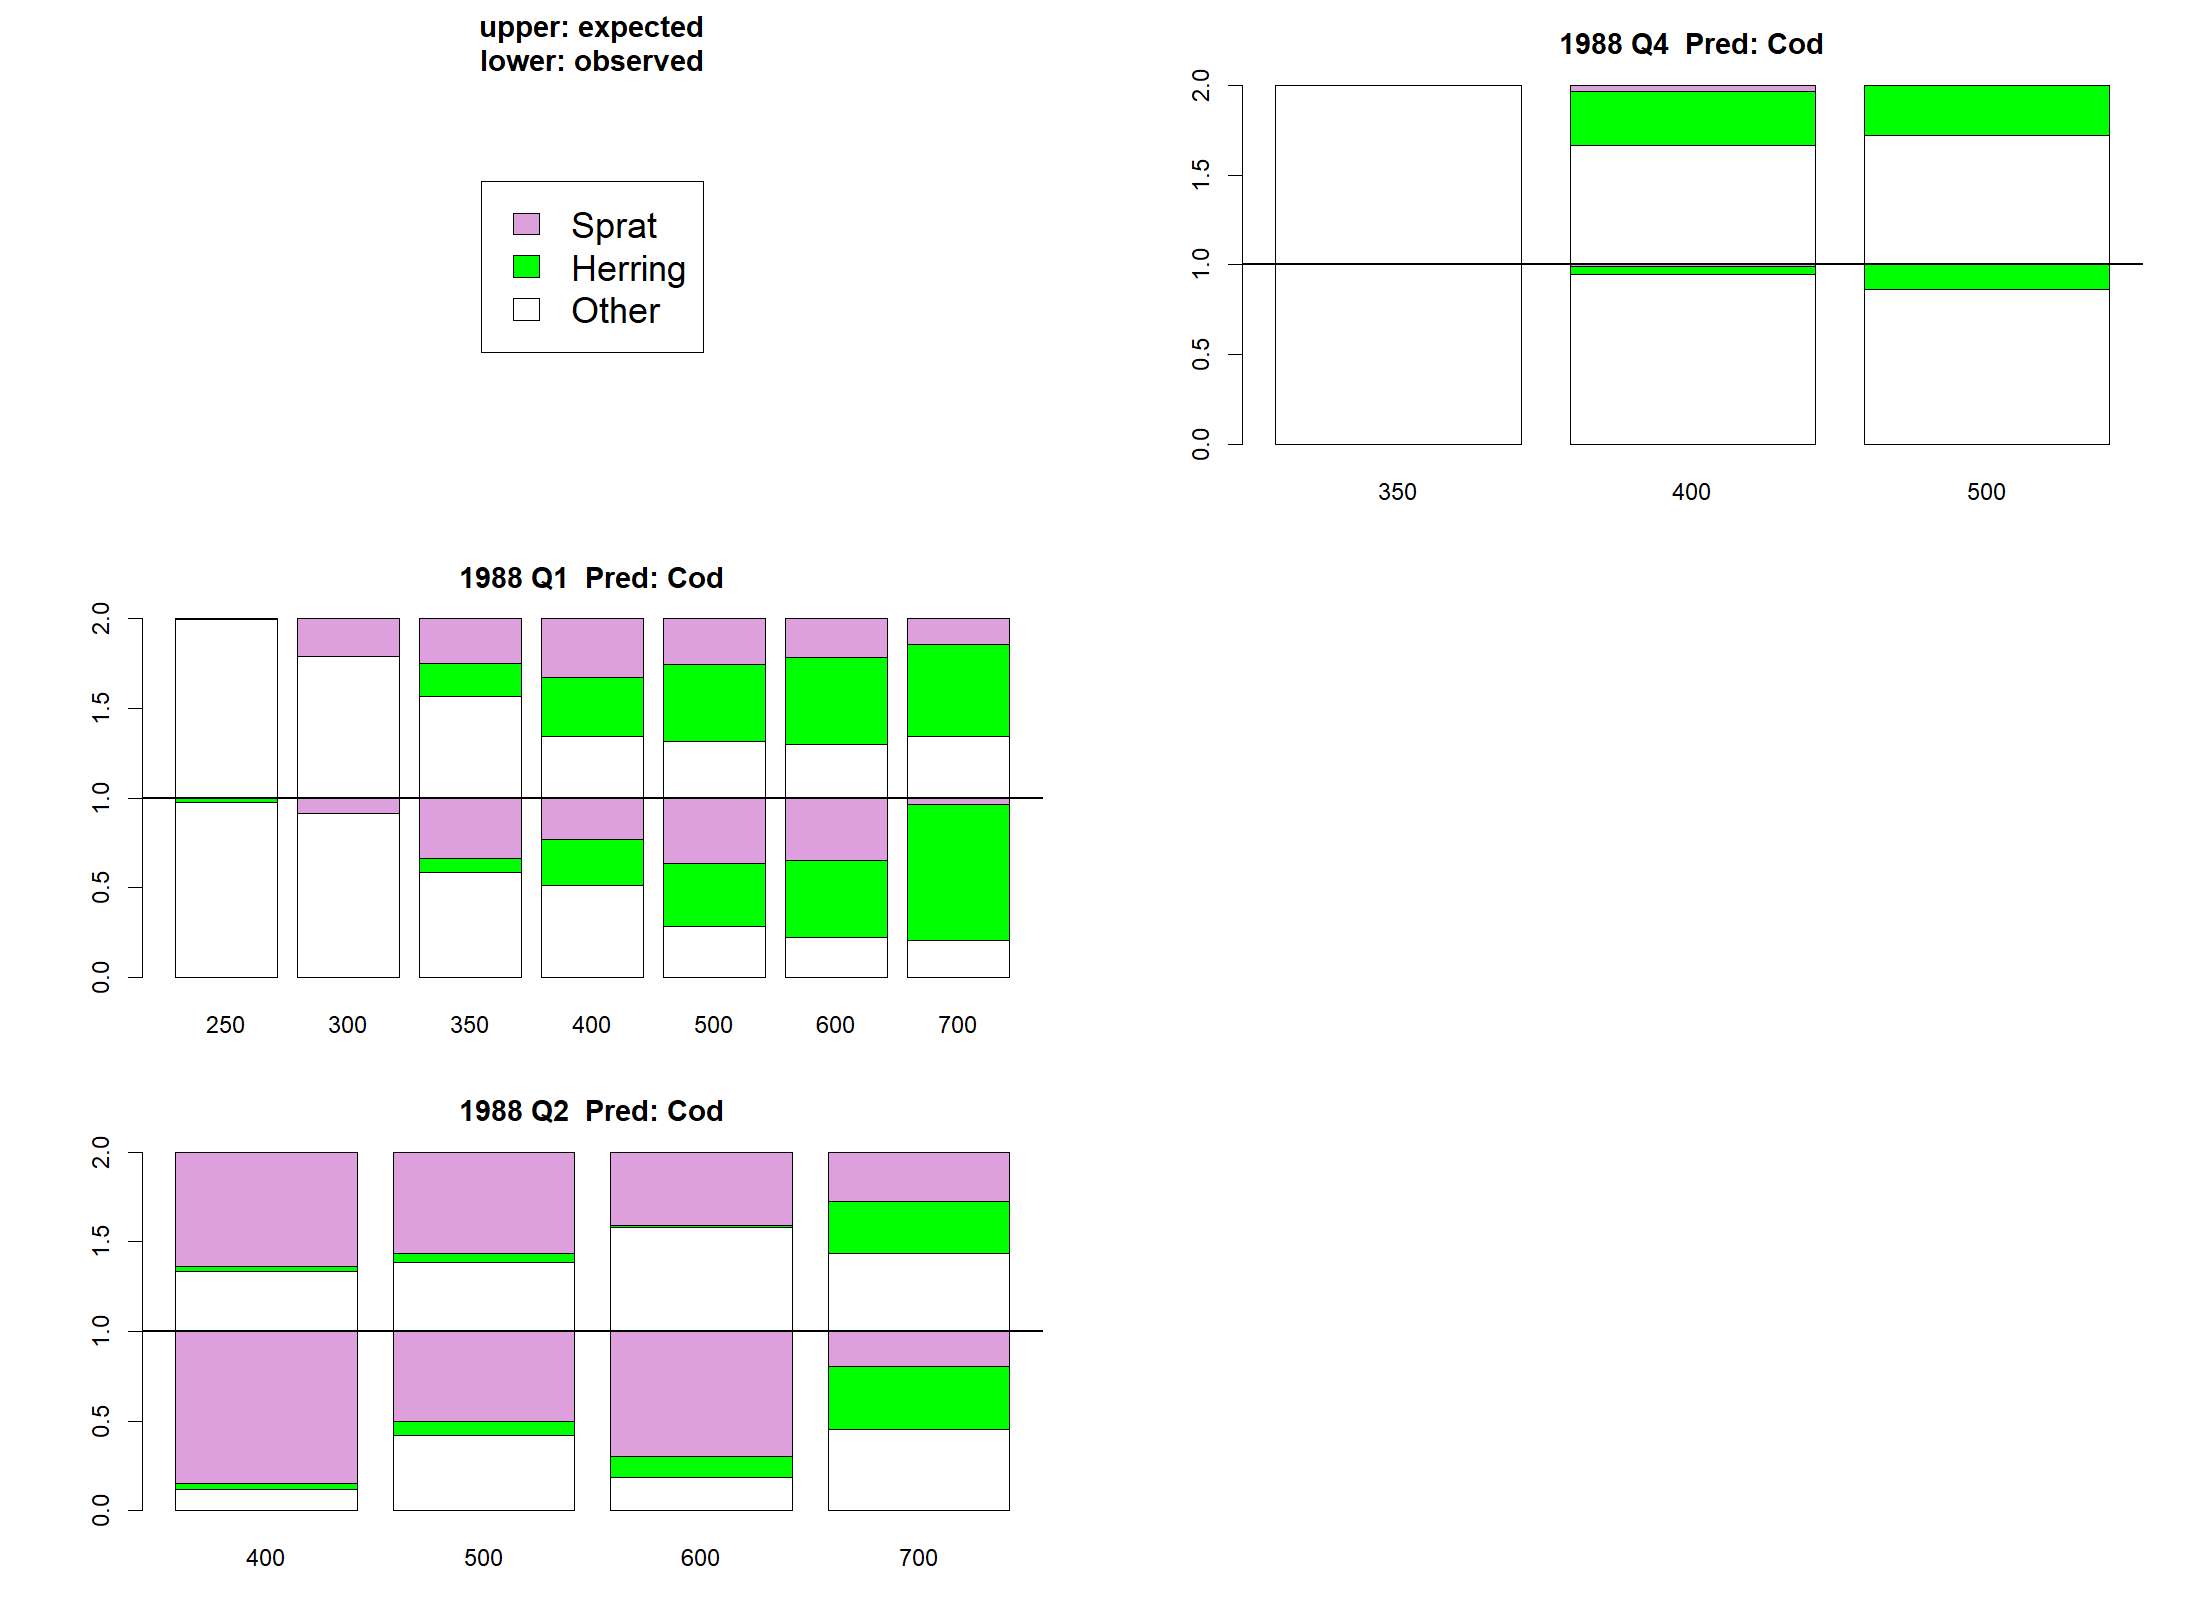 upper: expected
lower: observed
Sprat
Herring
Other
1988 Q4  Pred: Cod
2.0
1.5
1.0
0.5
0.0
350 400 500
1988 Q1  Pred: Cod
2.0
1.5
1.0
0.5
0.0
250 300 350 400 500 600 700
1988 Q2  Pred: Cod
2.0
1.5
1.0
0.5
0.0
400 500 600 700